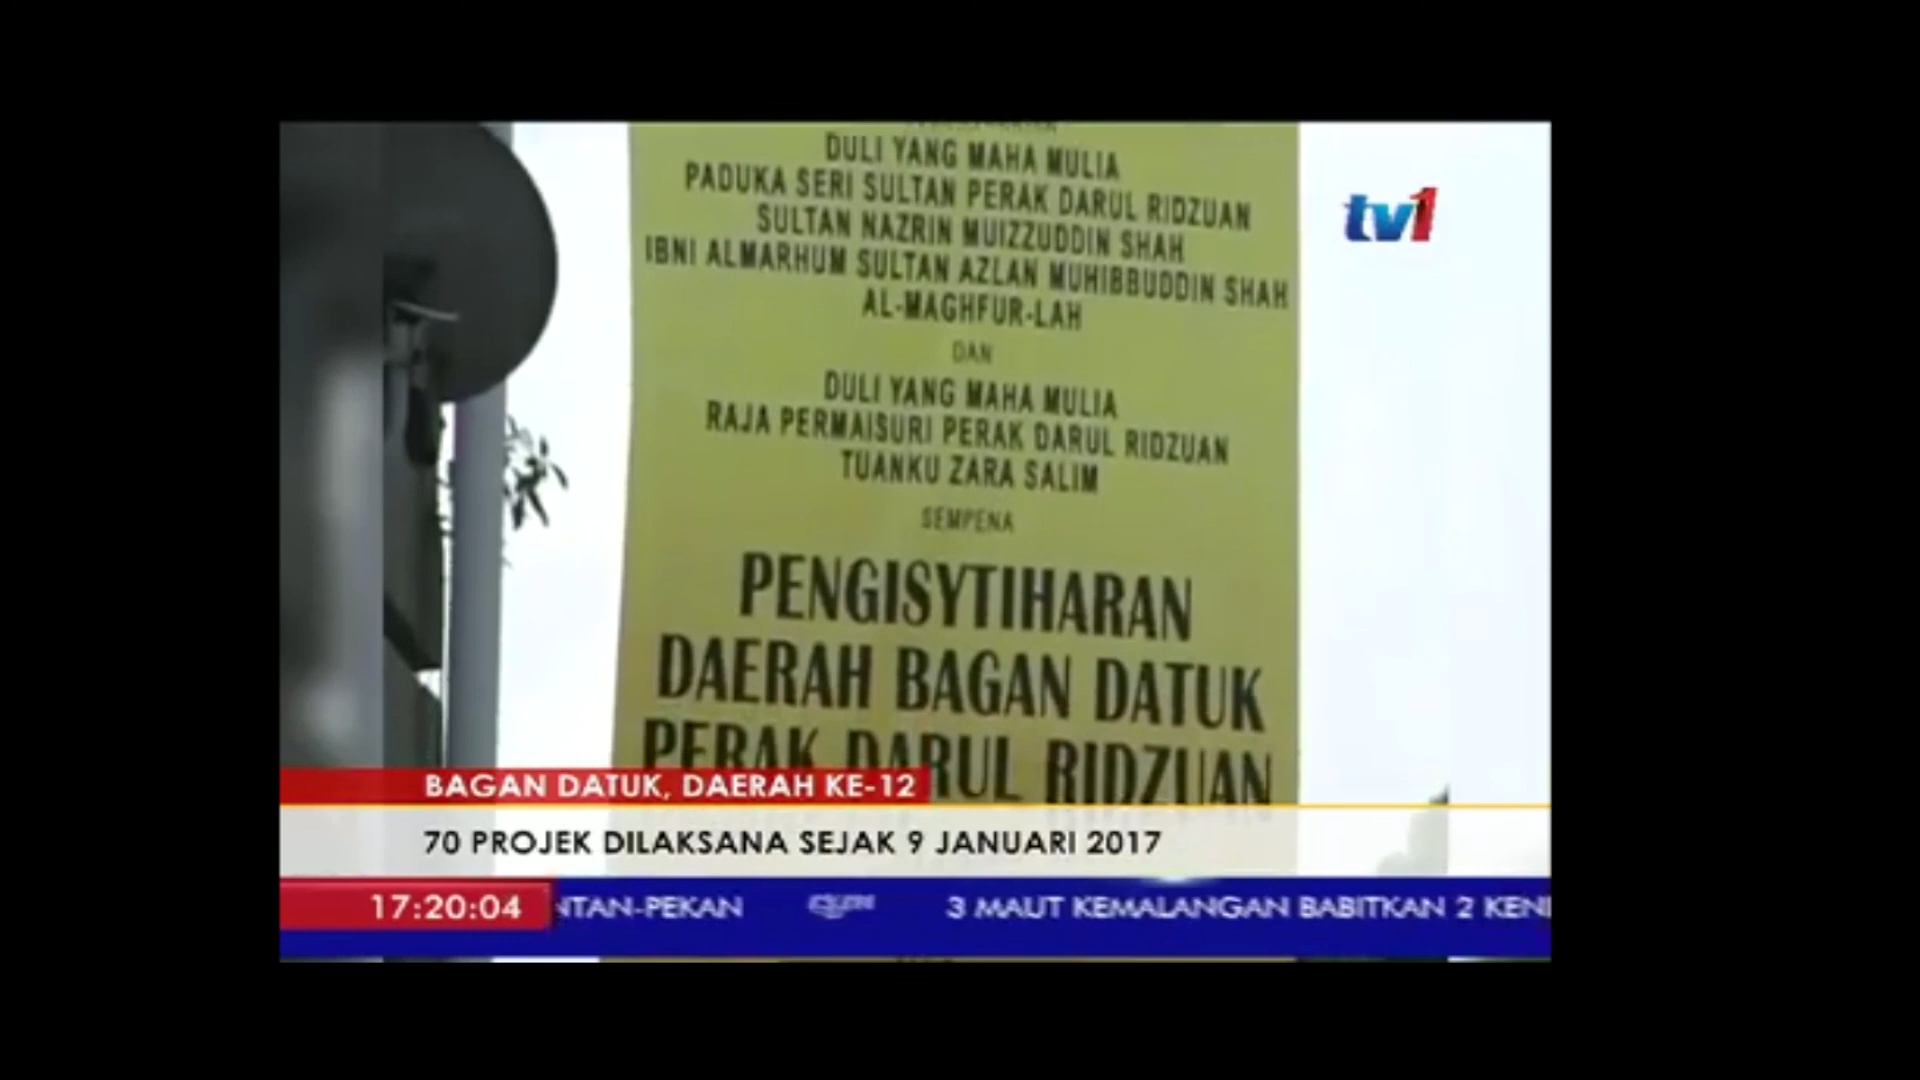 DULI YANG MAHA MULIA
PADUKA SERI SULTAN PERAK DARUL RIDZUAN
SULTAN NAZRIN MUIZZUDDIN SHAH
IBNI ALMARHUM SULTAN AZLAN MUHIBBUDDIN SHAH
AL-MAGHFUR-LAH
DAN
DULI YANG MAHA MULIA
RAJA PERMAISURI PERAK DARUL RIDZUAN
TUANKU ZARA SALIM
SEMPENA
PENGISYTIHARAN
DAERAH BAGAN DATUK
PERAK DARUL RIDZUAN
tv1
BAGAN DATUK, DAERAH KE-12
70 PROJEK DILAKSANA SEJAK 9 JANUARI 2017
17:20:04 NTAN-PEKAN 3 MAUT KEMALANGAN BABITKAN 2 KEN